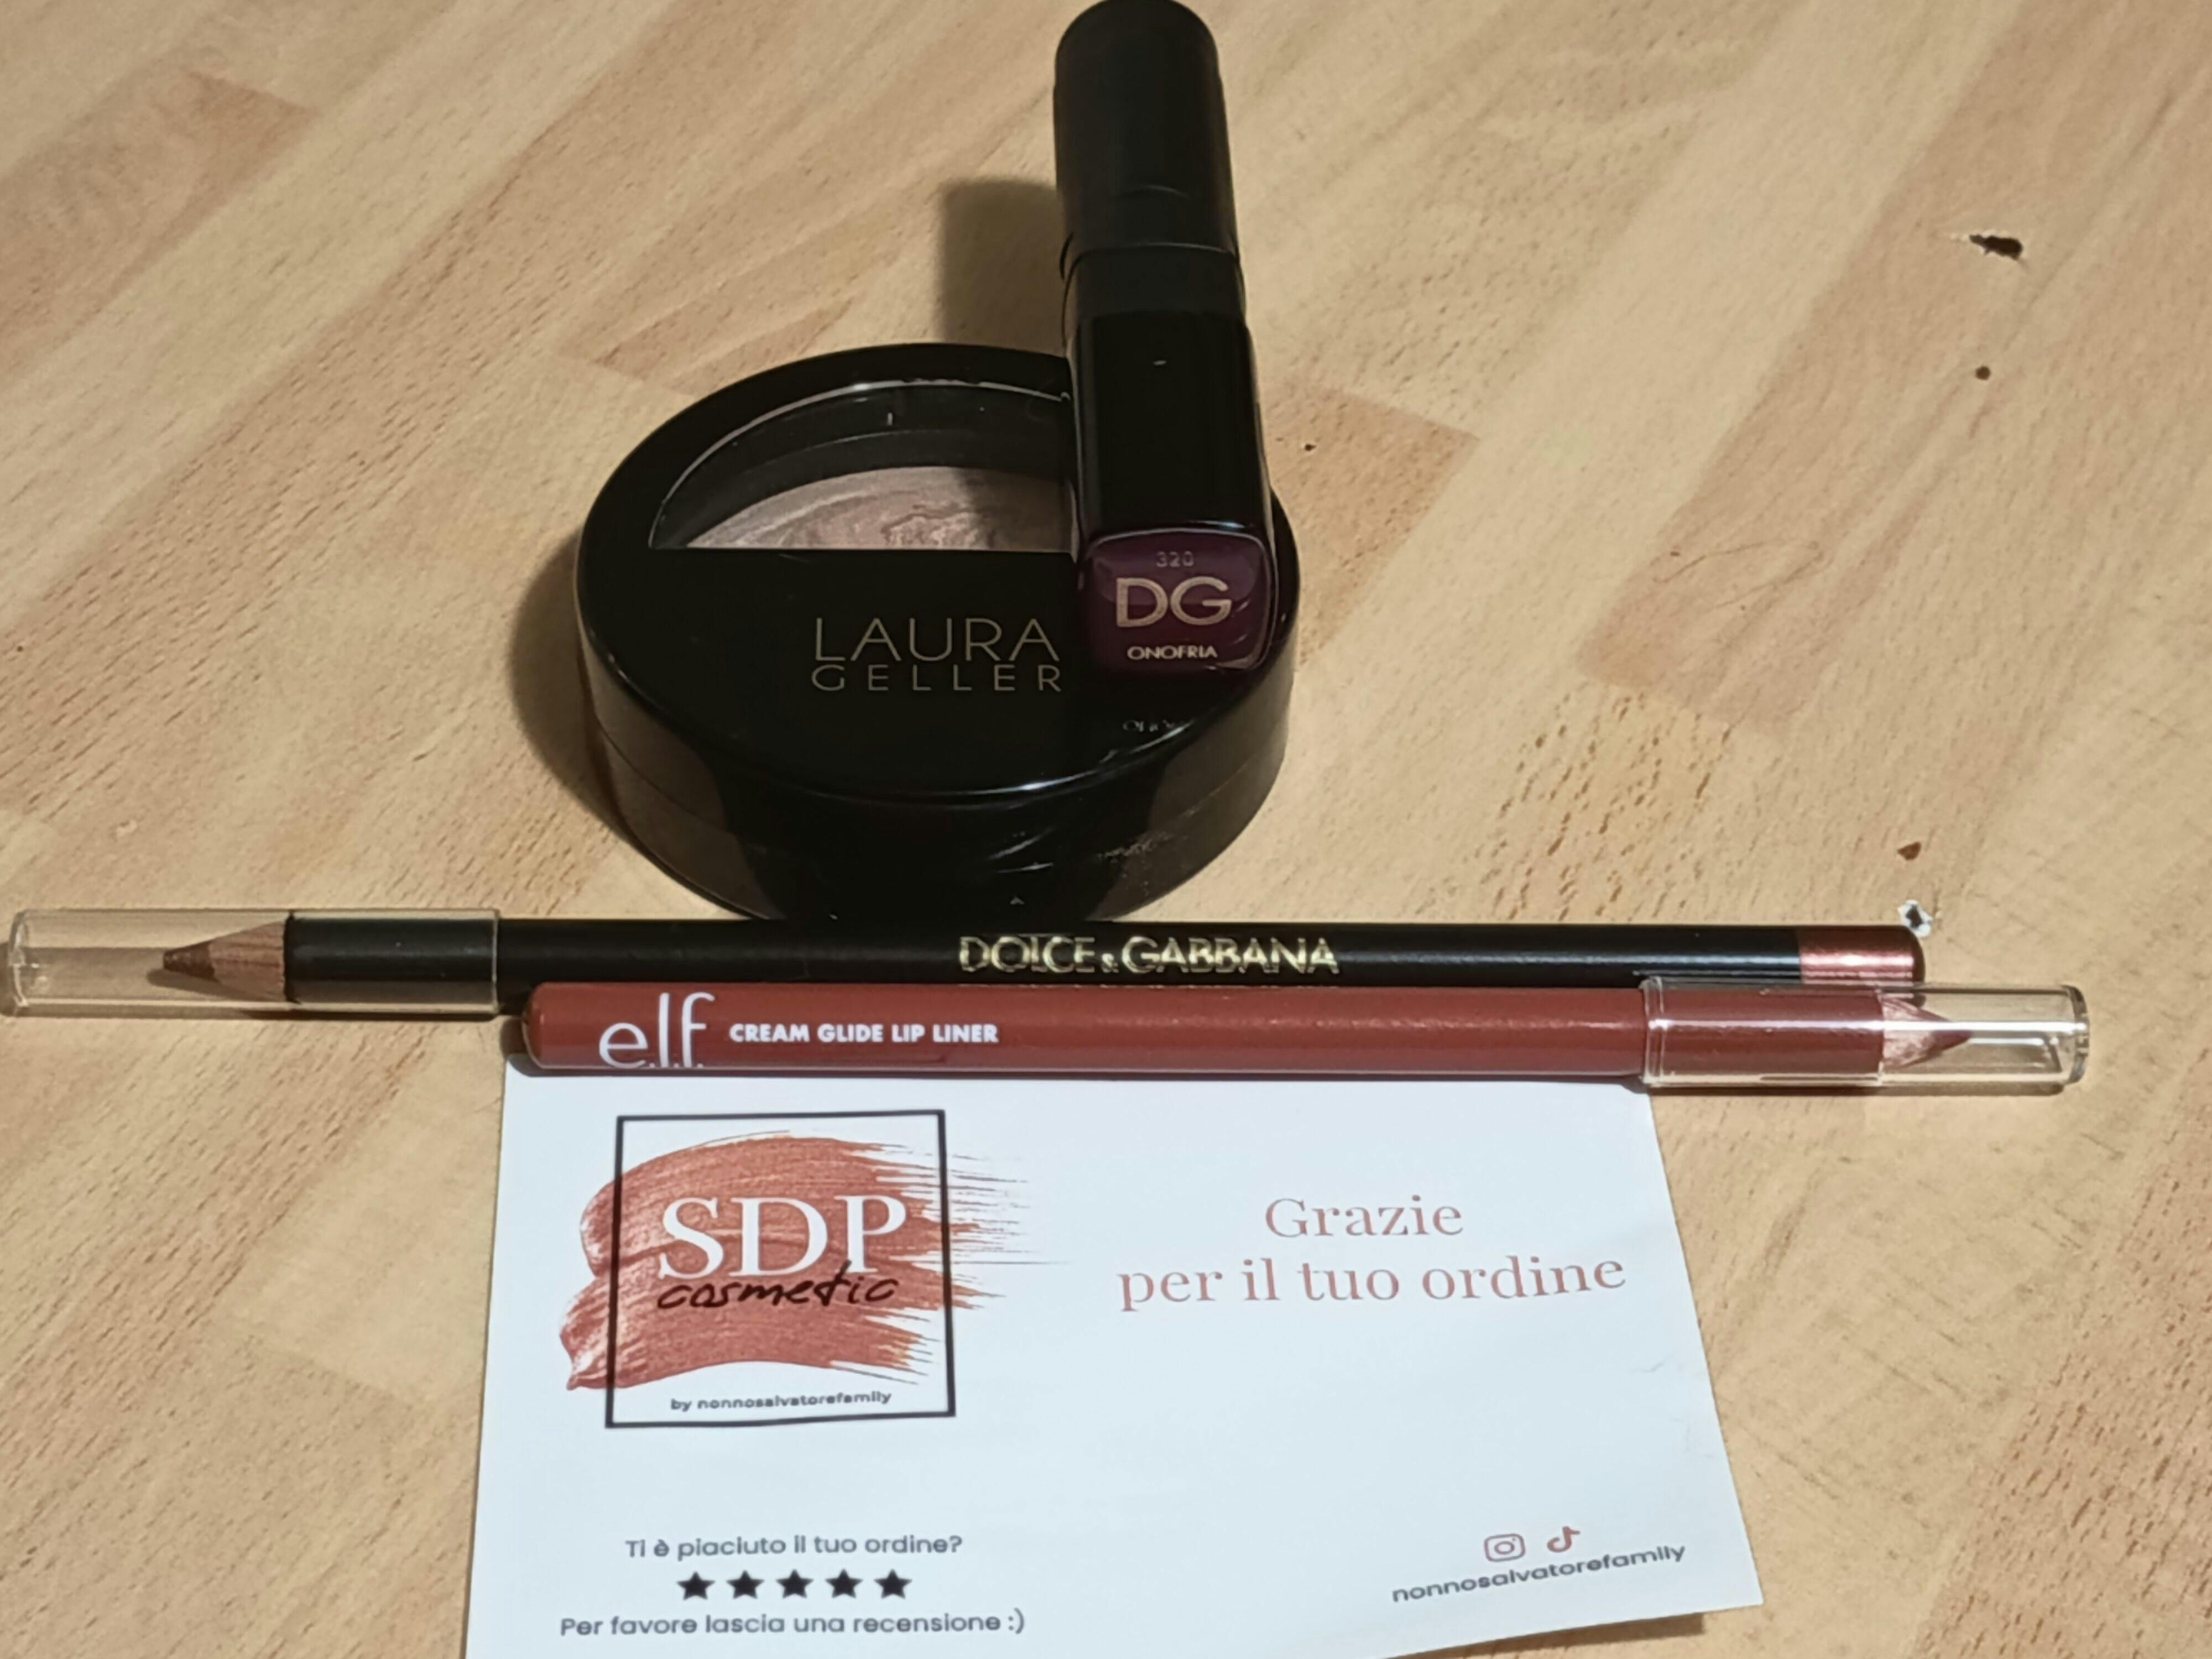 320
DG
ONOFRIA
LAURA
GELLER
DOLCE & GABBANA
e.l.f. CREAM GLIDE LIP LINER
SDP
cosmetic
by nonnosalvatorefamily
Grazie
per il tuo ordine
Ti è piaciuto il tuo ordine?
Per favore lascia una recensione :)
nonnosalvatorefamily